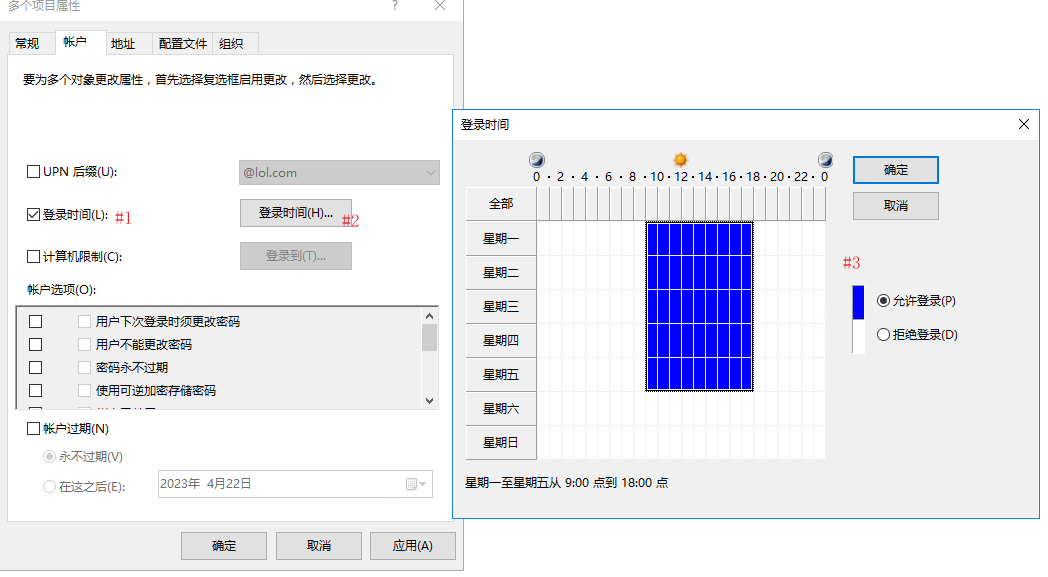 多个项目属性
?
常规 帐户 地址 配置文件 组织
要为多个对象更改属性，首先选择复选框启用更改，然后选择更改。
UPN 后缀(U):
@lol.com
登录时间(L):
#1
登录时间(H)...
#2
计算机限制(C):
登录到(T)...
帐户选项(O):
用户下次登录时须更改密码
用户不能更改密码
密码永不过期
使用可逆加密存储密码
帐户过期(N)
永不过期(V)
在这之后(E):
2023年 4月22日
确定 取消 应用(A)
登录时间
0 · 2 · 4 · 6 · 8 · 10 · 12 · 14 · 16 · 18 · 20 · 22 · 0
全部
星期一
星期二
星期三
星期四
星期五
星期六
星期日
确定
取消
#3
允许登录(P)
拒绝登录(D)
星期一至星期五从 9:00 点到 18:00 点